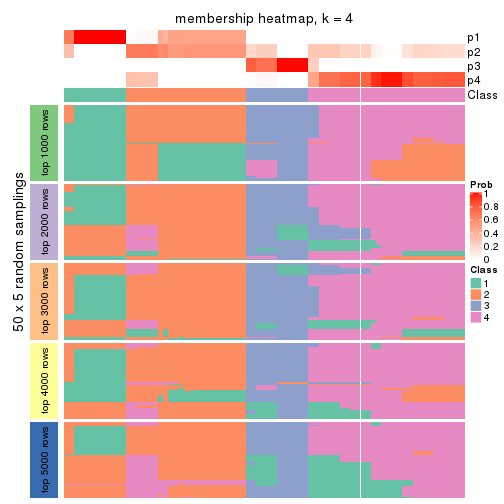 membership heatmap, k = 4
p1
p2
p3
p4
Class
50 x 5 random samplings
top 1000 rows
top 2000 rows
top 3000 rows
top 4000 rows
top 5000 rows
Prob
1
0.8
0.6
0.4
0.2
0
Class
1
2
3
4